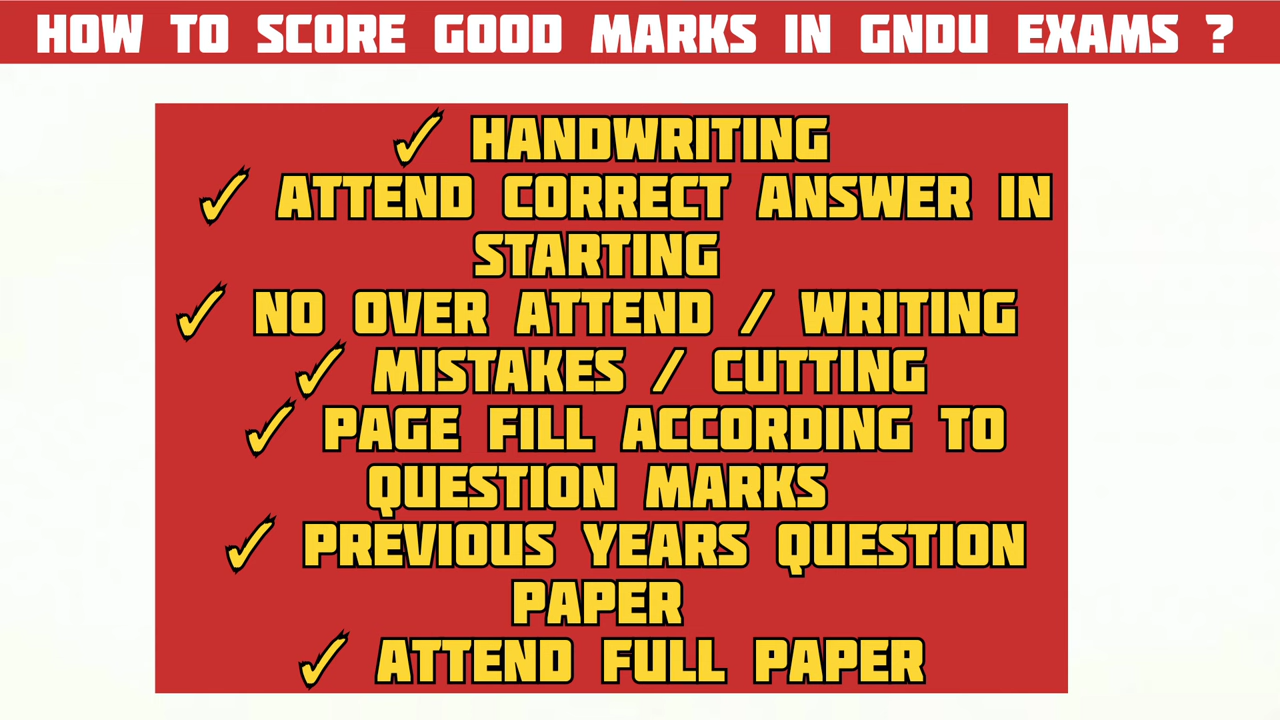 HOW TO SCORE GOOD MARKS IN GNDU EXAMS ?
✓ HANDWRITING
✓ ATTEND CORRECT ANSWER IN
STARTING
✓ NO OVER ATTEND / WRITING
✓ MISTAKES / CUTTING
✓ PAGE FILL ACCORDING TO
QUESTION MARKS
✓ PREVIOUS YEARS QUESTION
PAPER
✓ ATTEND FULL PAPER